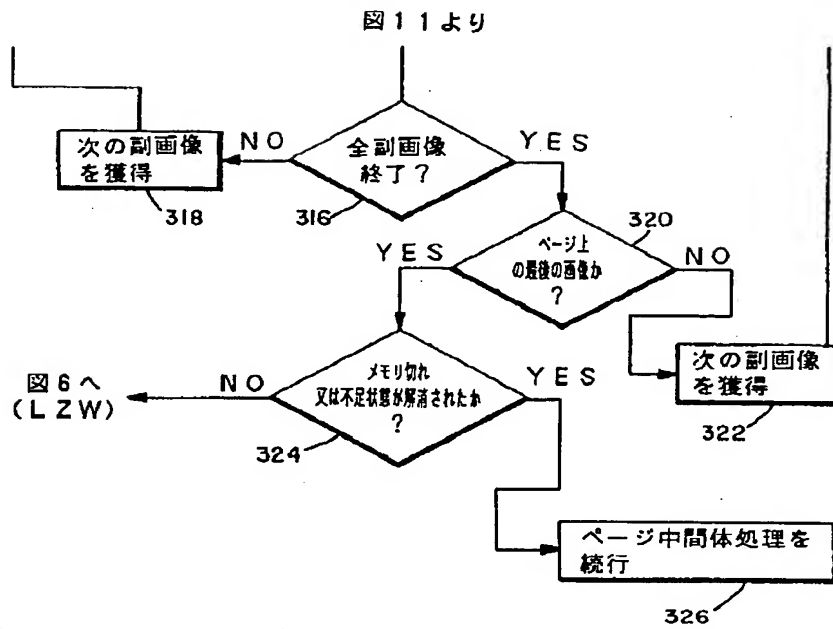 図11より
次の副画像
を獲得
NO
全副画像
終了?
YES
318
316
320
YES
ページ上
の最後の画像か
?
NO
図6へ
(LZW)
NO
メモリ切れ
又は不足状態が解消されたか
?
YES
次の副画像
を獲得
324
322
ページ中間体処理を
続行
326